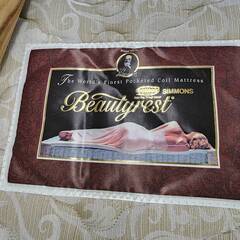 The World's Finest Pocketed Coil Mattress
SIMMONS
Beautyrest®